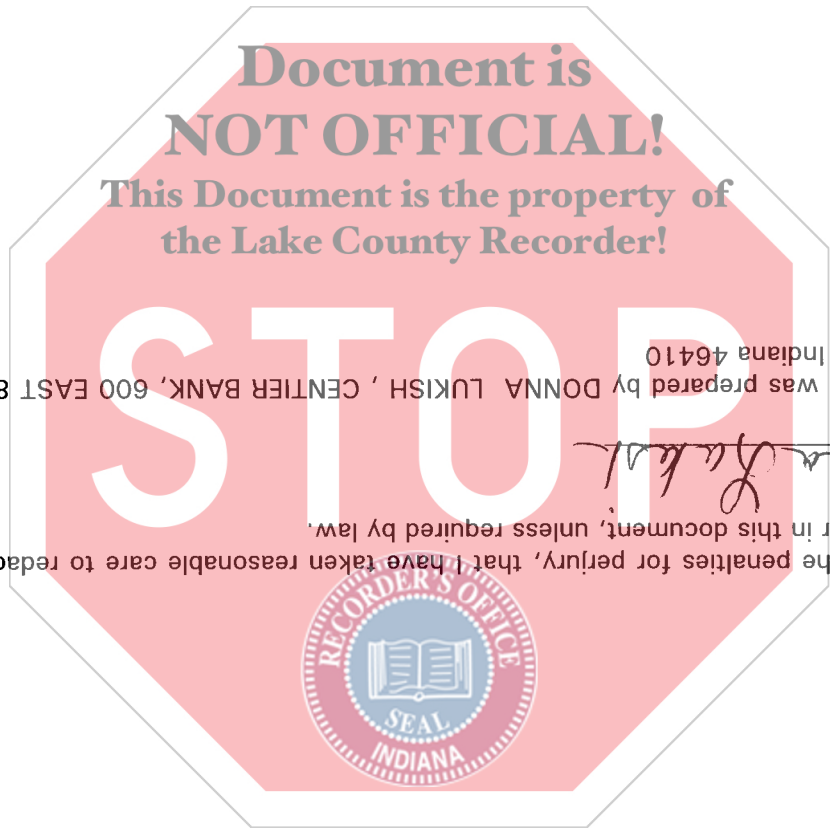 Document is
NOT OFFICIAL!
This Document is the property of
the Lake County Recorder!
STOP
RECORDER'S OFFICE
SEAL
INDIANA
he penalties for perjury, that I have taken reasonable care to redac
r in this document, unless required by law.
was prepared by DONNA LUKISH , CENTIER BANK, 600 EAST 8
Indiana 46410